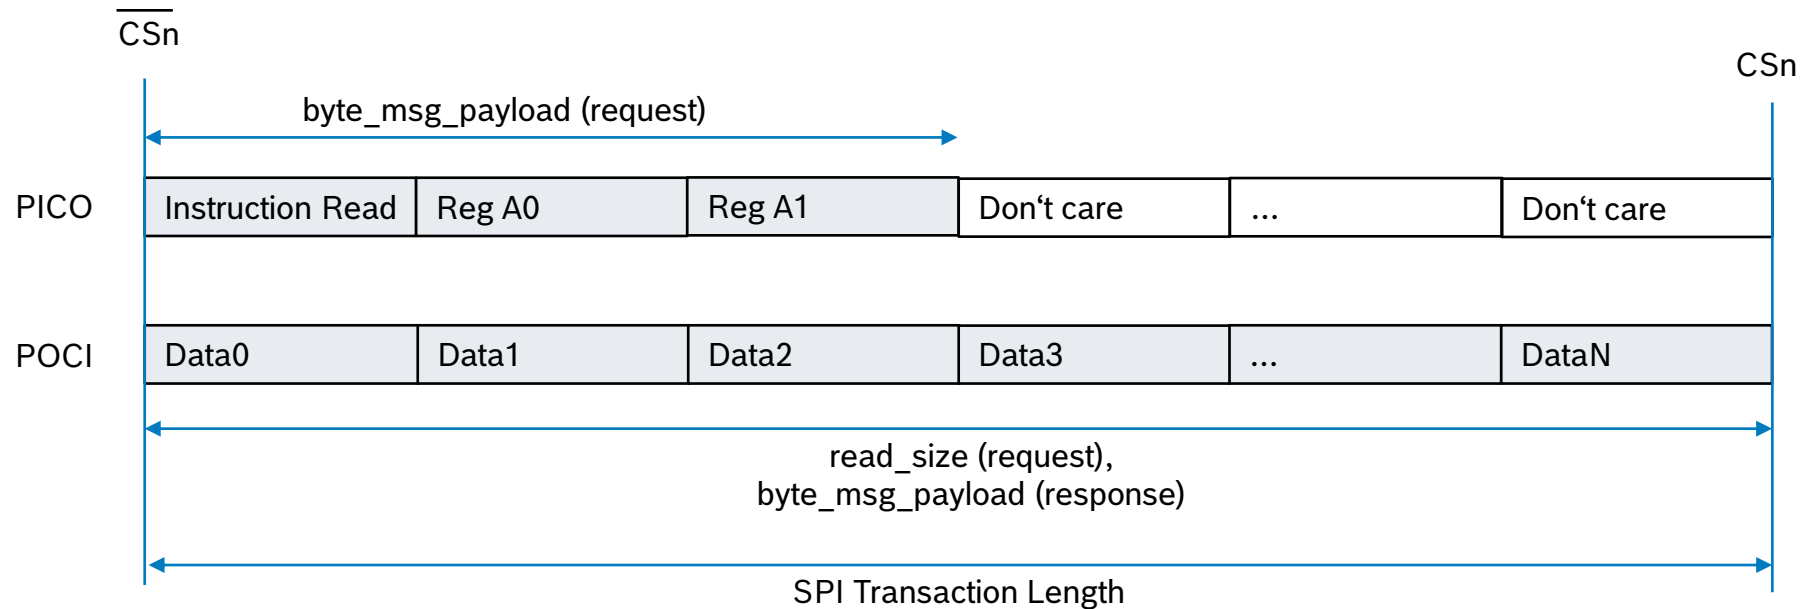 CSn
CSn
byte_msg_payload (request)
PICO Instruction Read Reg A0 Reg A1 Don‘t care ... Don‘t care
POCI Data0 Data1 Data2 Data3 ... DataN
read_size (request),
byte_msg_payload (response)
SPI Transaction Length